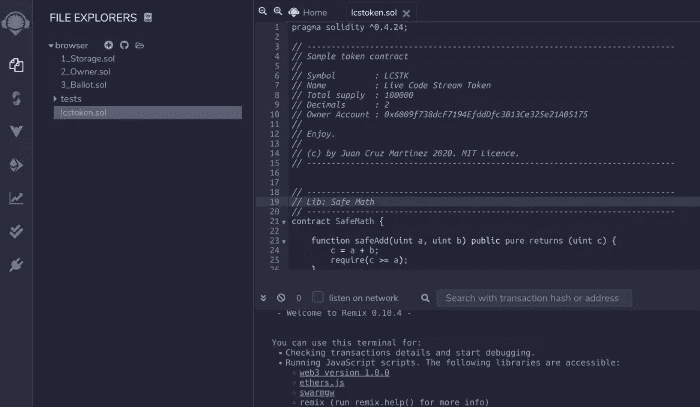 FILE EXPLORERS
browser
1_Storage.sol
2_Owner.sol
3_Ballot.sol
tests
lcstoken.sol
Home lcstoken.sol
1 pragma solidity ^0.4.24;
2
3 // ----------------------------------------------------------------------------
4 // Sample token contract
5 //
6 // Symbol : LCSTK
7 // Name : Live Code Stream Token
8 // Total supply : 100000
9 // Decimals : 2
10 // Owner Account : 0x6009f738dcF7194EfddDfc3B13Ce325e21A05175
11 //
12 // Enjoy.
13 //
14 // (c) by Juan Cruz Martinez 2020. MIT Licence.
15 // ----------------------------------------------------------------------------
16
17
18 // ----------------------------------------------------------------------------
19 // Lib: Safe Math
20 // ----------------------------------------------------------------------------
21 contract SafeMath {
22
23 function safeAdd(uint a, uint b) public pure returns (uint c) {
24 c = a + b;
25 require(c >= a);
26 }
0 listen on network Search with transaction hash or address
- Welcome to Remix 0.10.4 -
You can use this terminal for:
• Checking transactions details and start debugging.
• Running JavaScript scripts. The following libraries are accessible:
◦ web3 version 1.0.0
◦ ethers.js
◦ swarmgw
◦ remix (run remix.help() for more info)